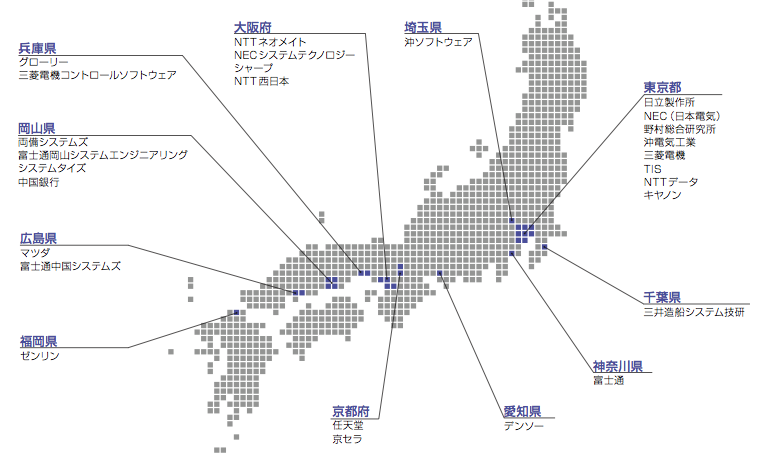 兵庫県
グローリー
三菱電機コントロールソフトウェア
大阪府
NTTネオメイト
NECシステムテクノロジー
シャープ
NTT西日本
埼玉県
沖ソフトウェア
東京都
日立製作所
NEC（日本電気）
野村総合研究所
沖電気工業
三菱電機
TIS
NTTデータ
キヤノン
岡山県
両備システムズ
富士通岡山システムエンジニアリング
システムタイズ
中国銀行
広島県
マツダ
富士通中国システムズ
福岡県
ゼンリン
千葉県
三井造船システム技研
神奈川県
富士通
京都府
任天堂
京セラ
愛知県
デンソー